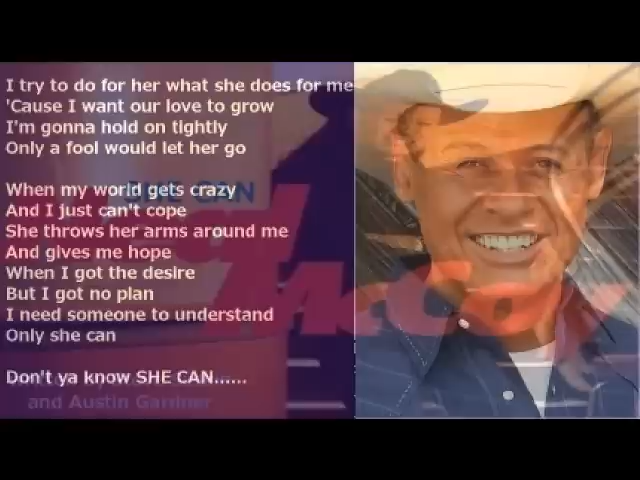 I try to do for her what she does for me
'Cause I want our love to grow
I'm gonna hold on tightly
Only a fool would let her go
When my world gets crazy
SHE CAN
And I just can't cope
She throws her arms around me
And gives me hope
When I got the desire
But I got no plan
I need someone to understand
Only she can
Don't ya know SHE CAN......
and Austin Gardner
McCoy